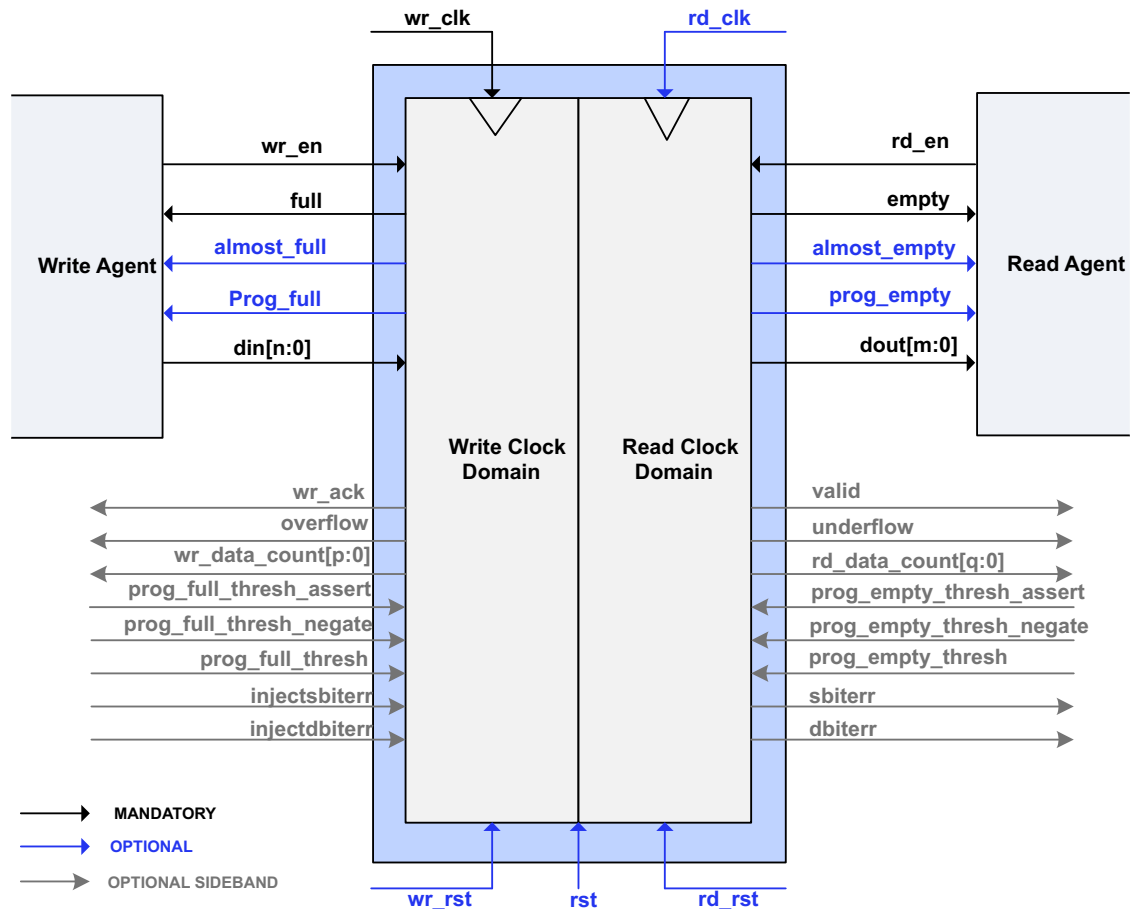 wr_clk
rd_clk
wr_en
rd_en
full
empty
almost_full
almost_empty
Write Agent
Read Agent
Prog_full
prog_empty
din[n:0]
dout[m:0]
Write Clock
Domain
Read Clock
Domain
wr_ack
valid
overflow
underflow
wr_data_count[p:0]
rd_data_count[q:0]
prog_full_thresh_assert
prog_empty_thresh_assert
prog_full_thresh_negate
prog_empty_thresh_negate
prog_full_thresh
prog_empty_thresh
injectsbiterr
sbiterr
injectdbiterr
dbiterr
MANDATORY
OPTIONAL
OPTIONAL SIDEBAND
wr_rst
rst
rd_rst